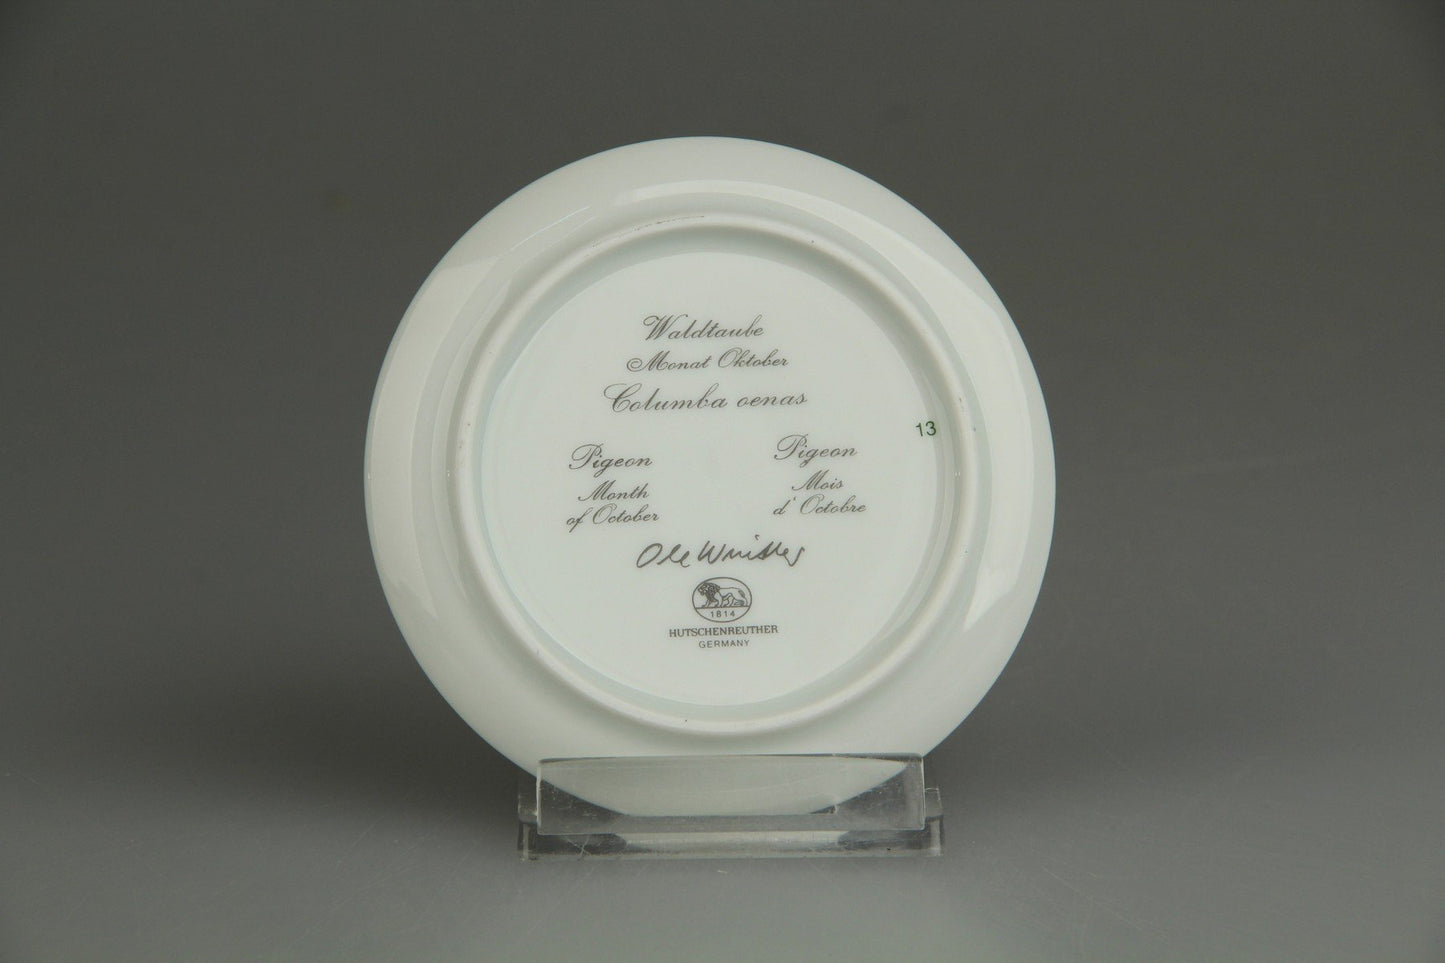 Waldtaube
Monat Oktober
Columba oenas
13
Pigeon
Month
of October
Pigeon
Mois
d'Octobre
Ole Winther
1814
HUTSCHENREUTHER
GERMANY